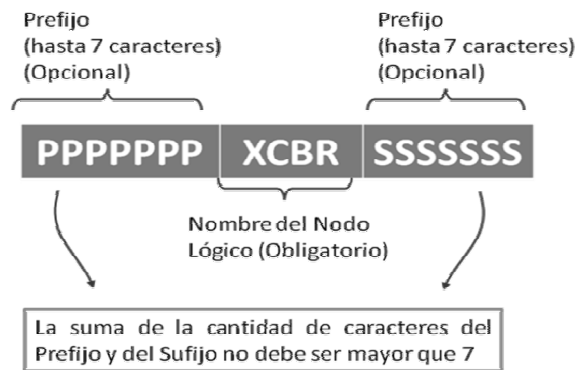 Prefijo
(hasta 7 caracteres)
(Opcional)
Prefijo
(hasta 7 caracteres)
(Opcional)
PPPPPPP XCBR SSSSSSS
Nombre del Nodo
Lógico (Obligatorio)
La suma de la cantidad de caracteres del
Prefijo y del Sufijo no debe ser mayor que 7